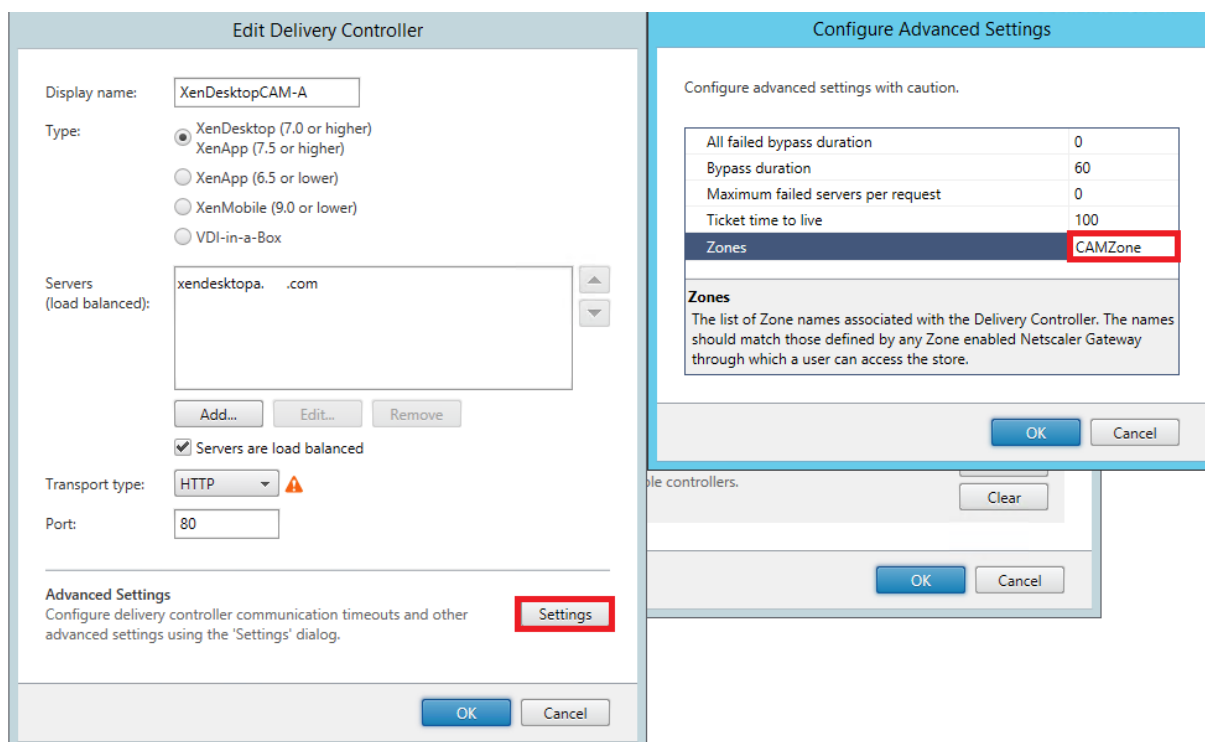 Edit Delivery Controller
Display name: XenDesktopCAM-A
Type: XenDesktop (7.0 or higher)
XenApp (7.5 or higher)
XenApp (6.5 or lower)
XenMobile (9.0 or lower)
VDI-in-a-Box
Servers
(load balanced):
xendesktopa. .com
Add... Edit... Remove
Servers are load balanced
Transport type: HTTP
Port: 80
Advanced Settings
Configure delivery controller communication timeouts and other
advanced settings using the 'Settings' dialog.
Settings
OK Cancel
Configure Advanced Settings
Configure advanced settings with caution.
All failed bypass duration 0
Bypass duration 60
Maximum failed servers per request 0
Ticket time to live 100
Zones CAMZone
Zones
The list of Zone names associated with the Delivery Controller. The names
should match those defined by any Zone enabled Netscaler Gateway
through which a user can access the store.
OK Cancel
controllers.
Clear
OK Cancel